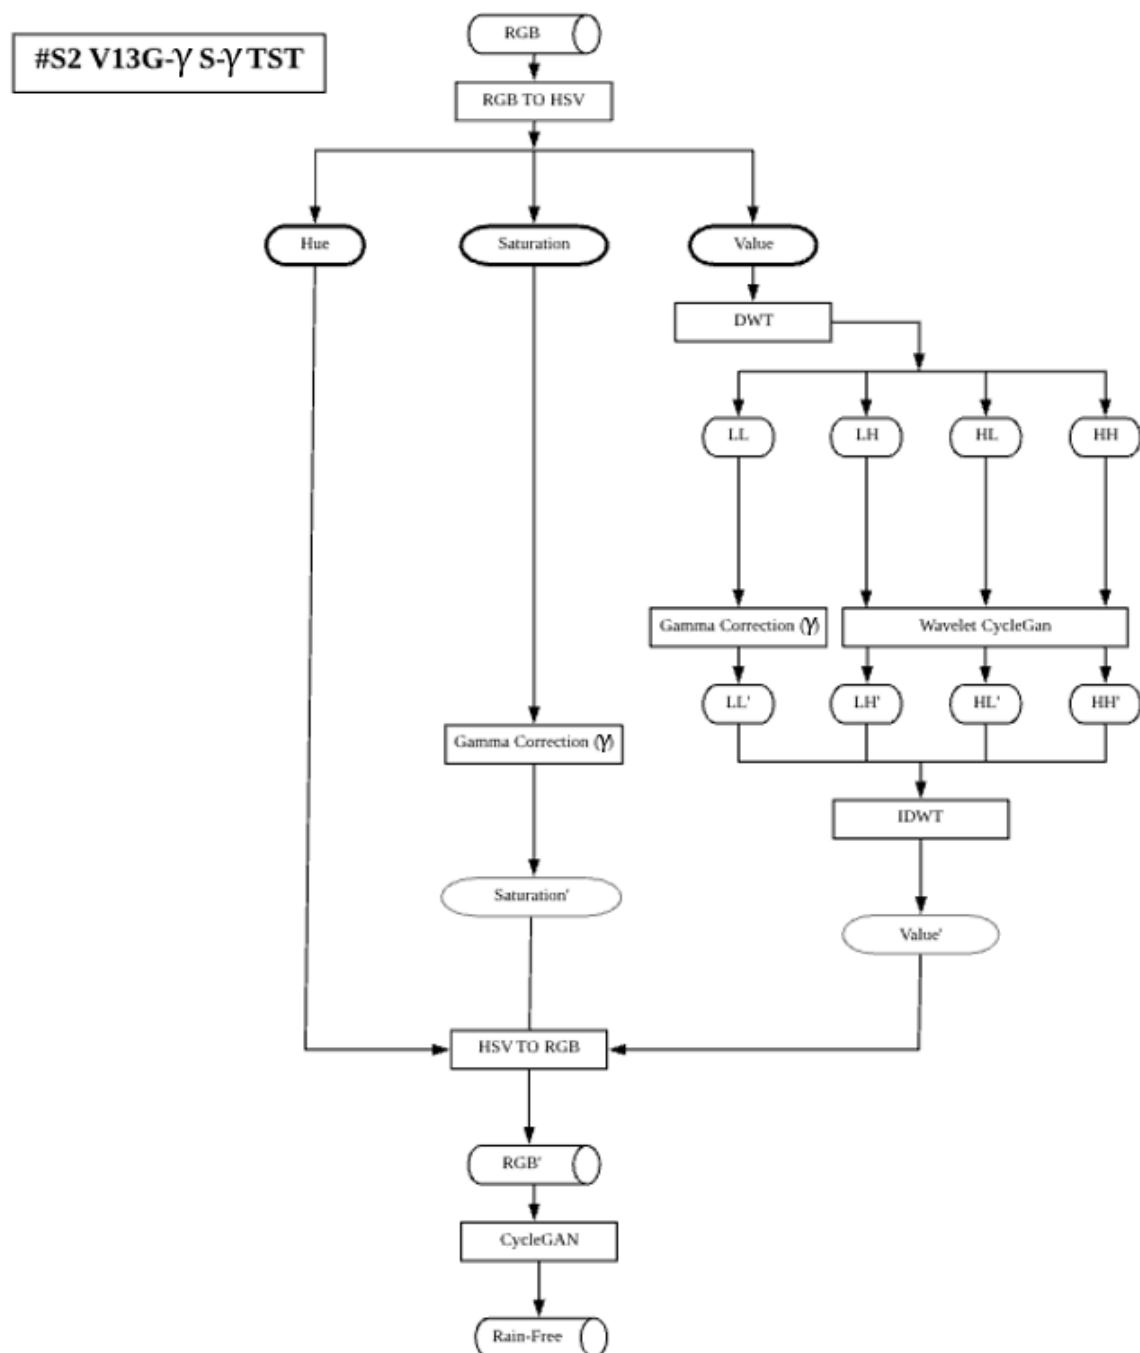 #S2 V13G-γ S-γ TST
RGB
RGB TO HSV
Hue
Saturation
Value
DWT
LL
LH
HL
HH
Gamma Correction (γ)
Wavelet CycleGan
LL'
LH'
HL'
HH'
Gamma Correction (γ)
IDWT
Saturation'
Value'
HSV TO RGB
RGB'
CycleGAN
Rain-Free